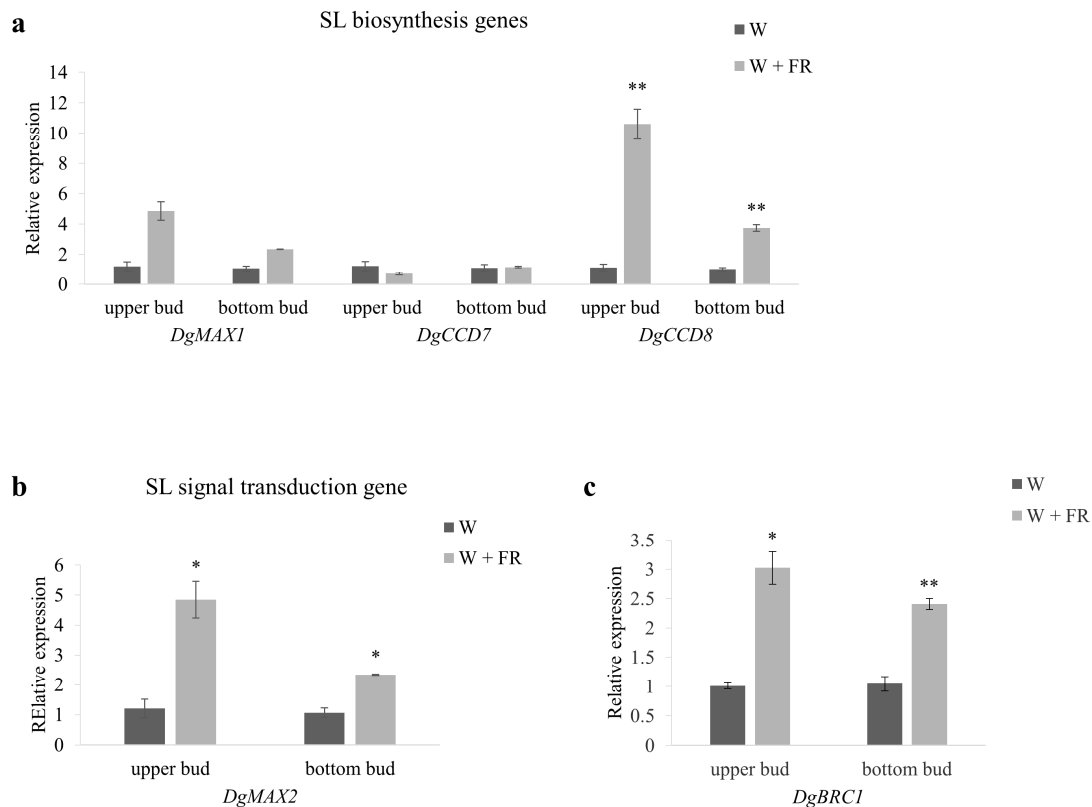 a
SL biosynthesis genes
W
W + FR
Relative expression
14
12
10
8
6
4
2
0
**
**
upper bud
bottom bud
upper bud
bottom bud
upper bud
bottom bud
DgMAX1
DgCCD7
DgCCD8
b
SL signal transduction gene
W
W + FR
RElative expression
6
5
4
3
2
1
0
*
*
upper bud
bottom bud
DgMAX2
c
W
W + FR
Relative expression
3.5
3
2.5
2
1.5
1
0.5
0
*
**
upper bud
bottom bud
DgBRC1